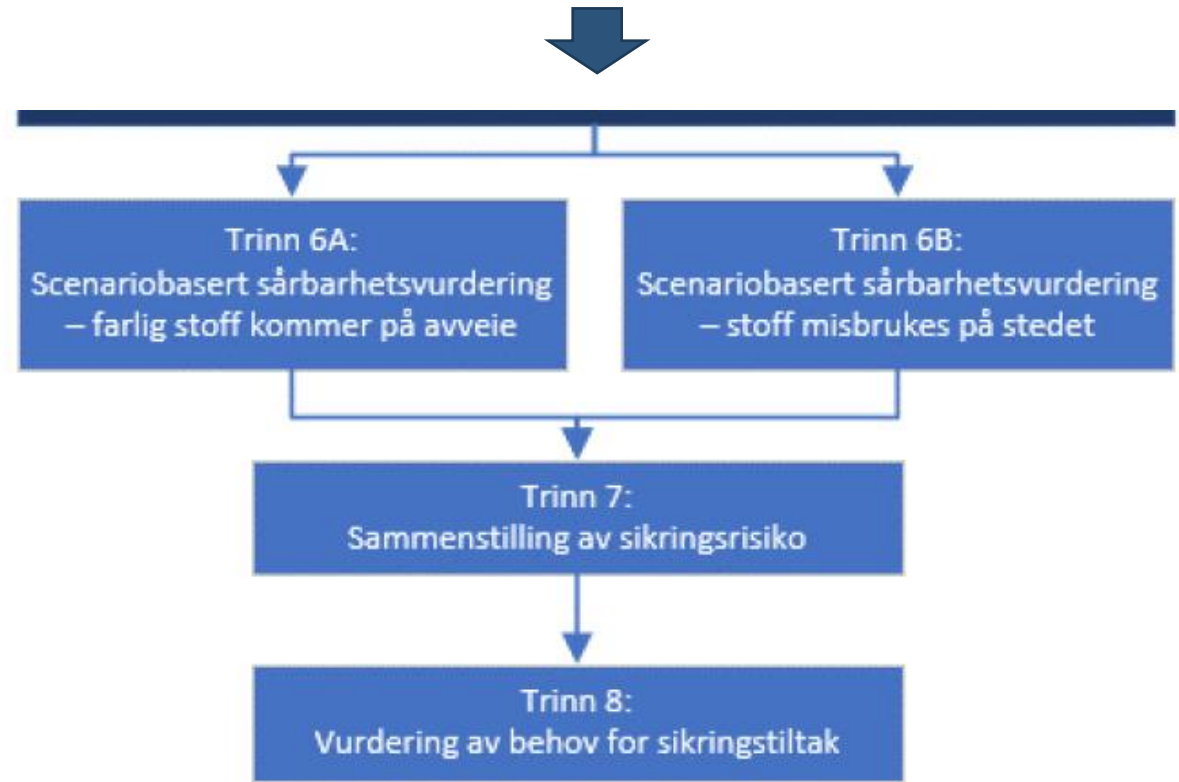 Trinn 6A:
Scenariobasert sårbarhetsvurdering
– farlig stoff kommer på avveie
Trinn 6B:
Scenariobasert sårbarhetsvurdering
– stoff misbrukes på stedet
Trinn 7:
Sammenstilling av sikringsrisiko
Trinn 8:
Vurdering av behov for sikringstiltak